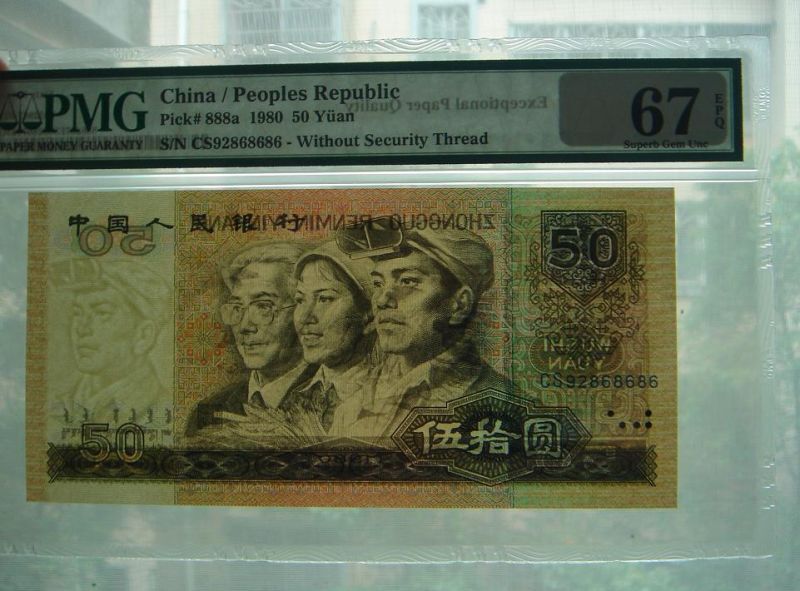 PMG
PAPER MONEY GUARANTY
China / Peoples Republic
Pick# 888a 1980 50 Yüan
S/N CS92868686 - Without Security Thread
Exceptional Paper Quality
67
EPQ
Superb Gem Unc
中国人民银行
ZHONGGUO RENMIN YINHANG
50
50
WUSHI
YUAN
CS92868686
50
伍拾圆